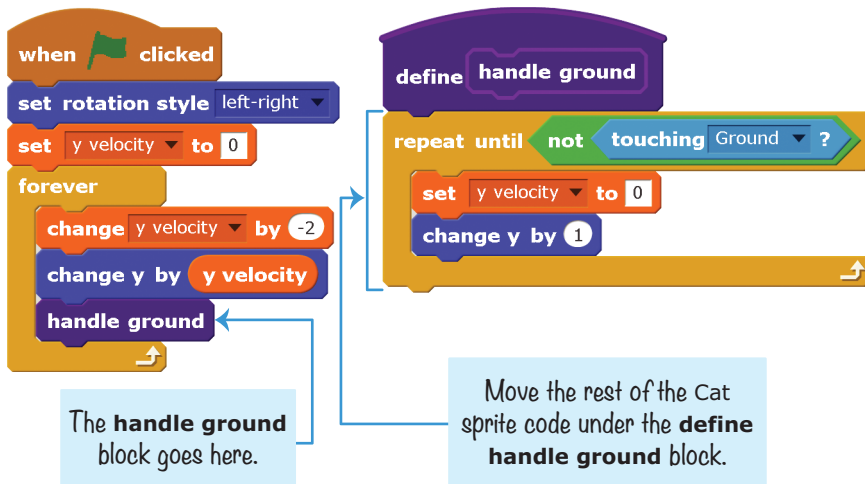 when clicked
set rotation style left-right
set y velocity to 0
forever
change y velocity by -2
change y by y velocity
handle ground
The handle ground
block goes here.
define handle ground
repeat until not touching Ground ?
set y velocity to 0
change y by 1
Move the rest of the Cat
sprite code under the define
handle ground block.